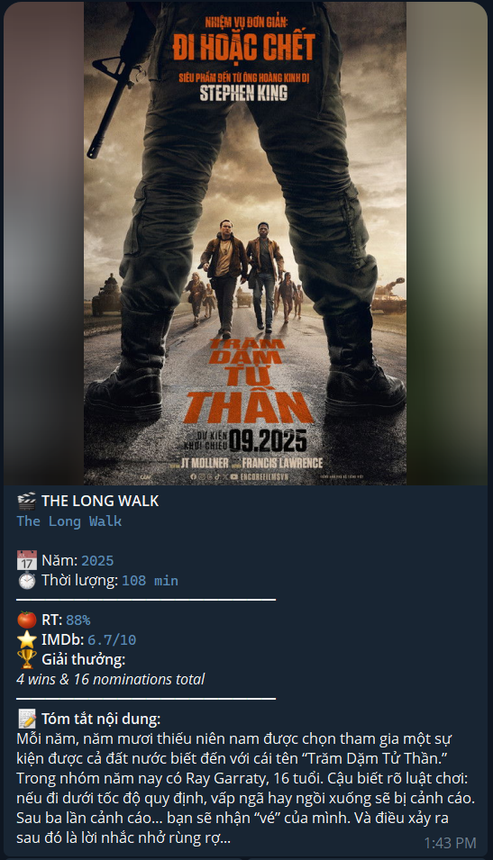 NHIỆM VỤ ĐƠN GIẢN:
ĐI HOẶC CHẾT
SIÊU PHẨM ĐẾN TỪ ÔNG HOÀNG KINH DỊ
STEPHEN KING
TRĂM
DẶM
TỬ
THẦN
DỰ KIẾN
KHỞI CHIẾU 09.2025
JT MOLLNER FRANCIS LAWRENCE
ENCOREFILMSVN
THE LONG WALK
The Long Walk
17
Năm: 2025
Thời lượng: 108 min
RT: 88%
IMDb: 6.7/10
Giải thưởng:
4 wins & 16 nominations total
Tóm tắt nội dung:
Mỗi năm, năm mươi thiếu niên nam được chọn tham gia một sự
kiện được cả đất nước biết đến với cái tên “Trăm Dặm Tử Thần.”
Trong nhóm năm nay có Ray Garraty, 16 tuổi. Cậu biết rõ luật chơi:
nếu đi dưới tốc độ quy định, vấp ngã hay ngồi xuống sẽ bị cảnh cáo.
Sau ba lần cảnh cáo... bạn sẽ nhận “vé” của mình. Và điều xảy ra
sau đó là lời nhắc nhở rùng rợ...
1:43 PM